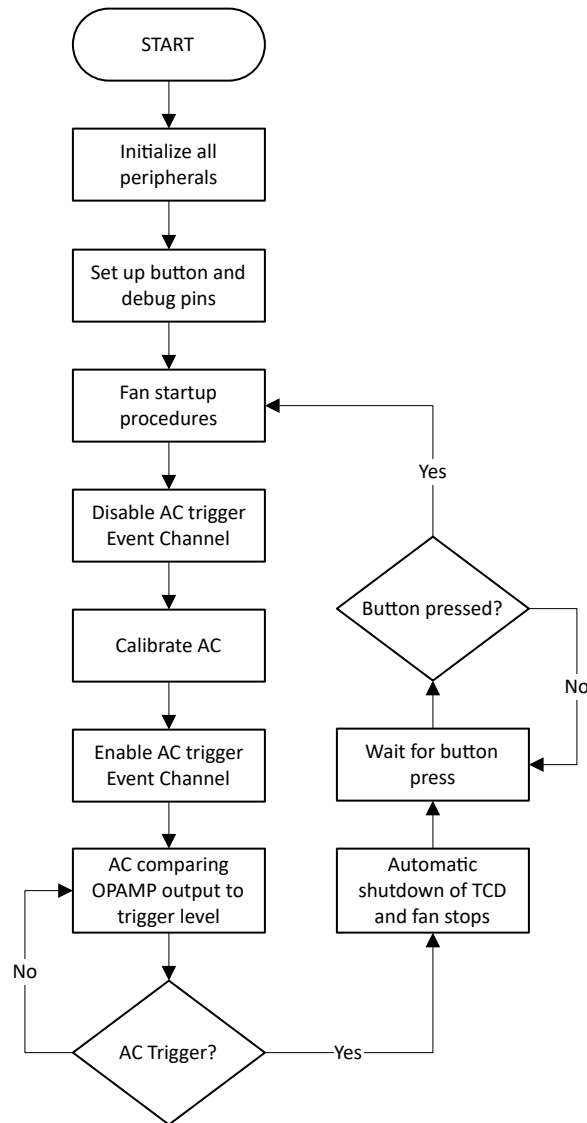 START
Initialize all
peripherals
Set up button and
debug pins
Fan startup
procedures
Disable AC trigger
Event Channel
Calibrate AC
Enable AC trigger
Event Channel
AC comparing
OPAMP output to
trigger level
No
AC Trigger?
Yes
Automatic
shutdown of TCD
and fan stops
Wait for button
press
Button pressed?
No
Yes